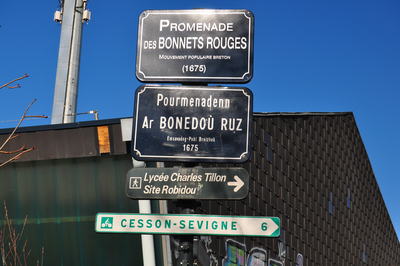 PROMENADE
DES BONNETS ROUGES
MOUVEMENT POPULAIRE BRETON
(1675)
Pourmenadenn
Ar BONEDOÙ RUZ
Emsavadeg-Pobl Breizhad
1675
Lycée Charles Tillon
Site Robidou
CESSON-SEVIGNE 6